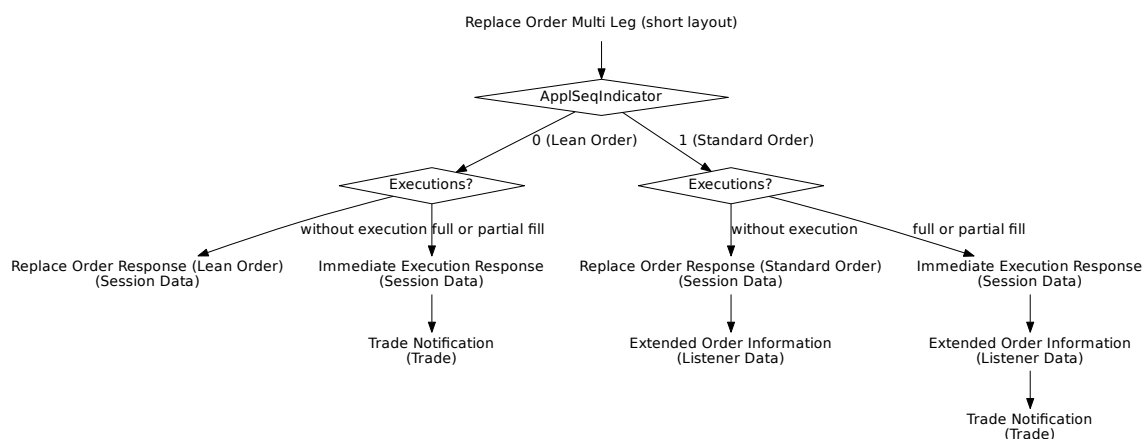 Replace Order Multi Leg (short layout)
ApplSeqIndicator
0 (Lean Order)
1 (Standard Order)
Executions?
Executions?
without execution
full or partial fill
without execution
full or partial fill
Replace Order Response (Lean Order)
(Session Data)
Immediate Execution Response
(Session Data)
Replace Order Response (Standard Order)
(Session Data)
Immediate Execution Response
(Session Data)
Trade Notification
(Trade)
Extended Order Information
(Listener Data)
Extended Order Information
(Listener Data)
Trade Notification
(Trade)